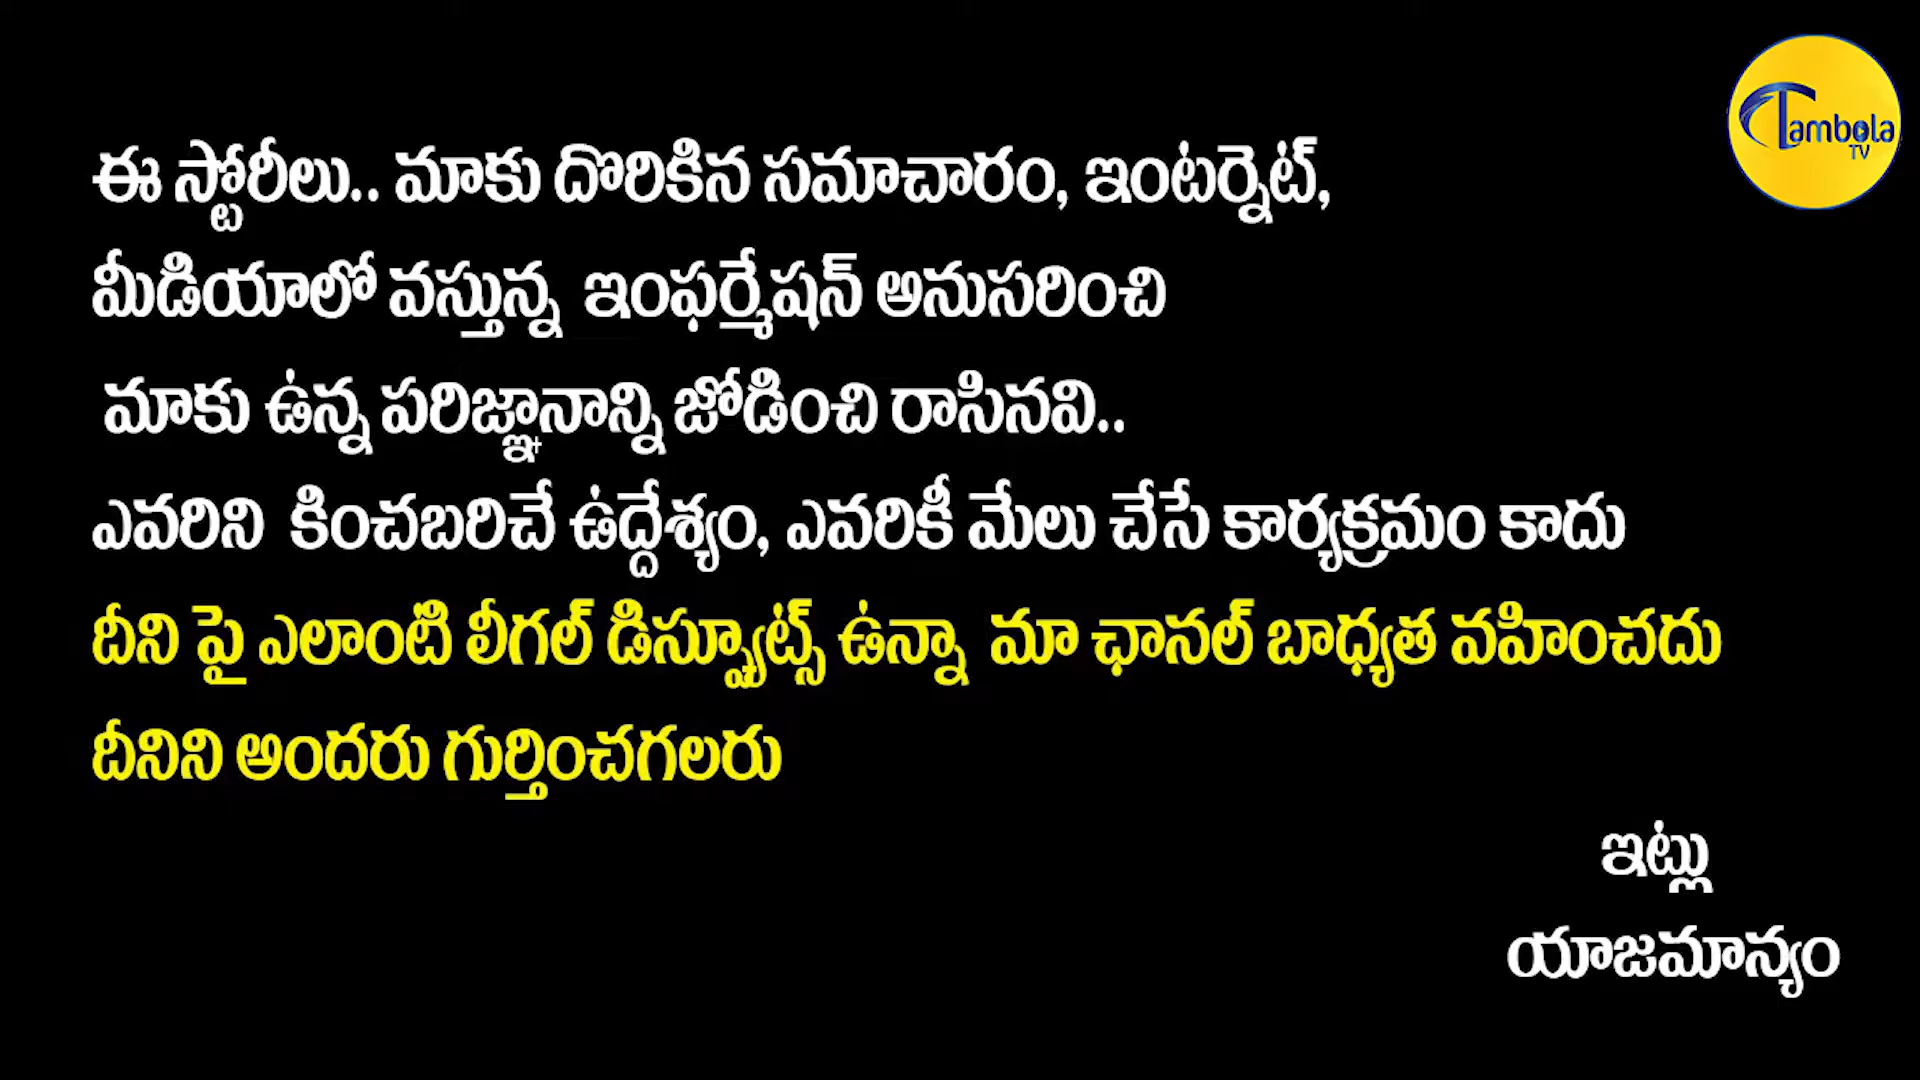 Tambola
TV
ఈ స్టోరీలు.. మాకు దొరికిన సమాచారం, ఇంటర్నెట్,
మీడియాలో వస్తున్న ఇంఫర్మేషన్ అనుసరించి
మాకు ఉన్న పరిజ్ఞానాన్ని జోడించి రాసినవి..
ఎవరిని కించబరిచే ఉద్దేశ్యం, ఎవరికీ మేలు చేసే కార్యక్రమం కాదు
దీని పై ఎలాంటి లీగల్ డిస్ప్యూట్స్ ఉన్నా మా ఛానల్ బాధ్యత వహించదు
దీనిని అందరు గుర్తించగలరు
ఇట్లు
యాజమాన్యం